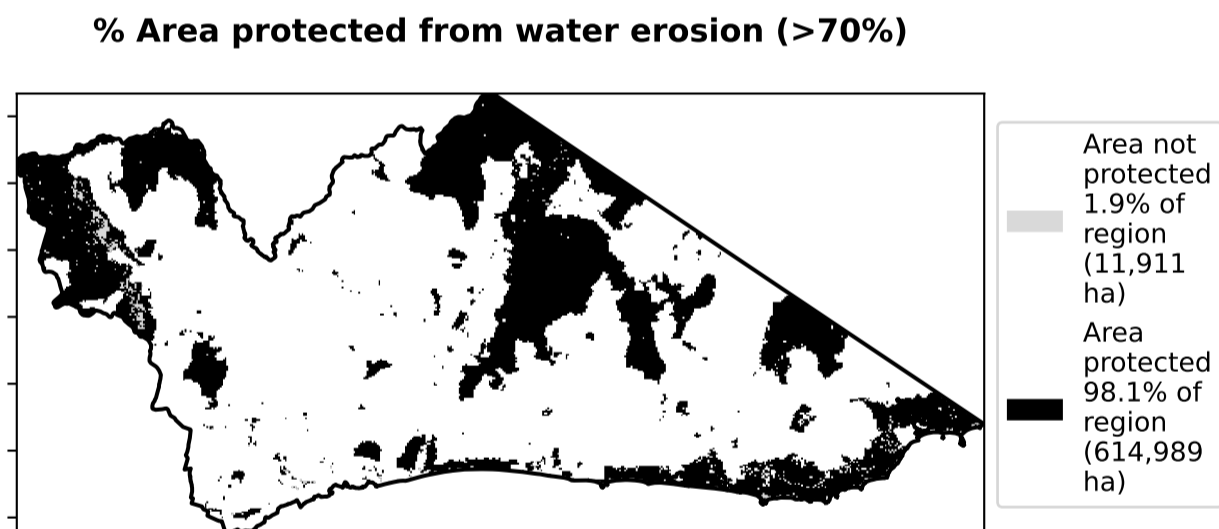 % Area protected from water erosion (>70%)
Area not
protected
1.9% of
region
(11,911
ha)
Area
protected
98.1% of
region
(614,989
ha)